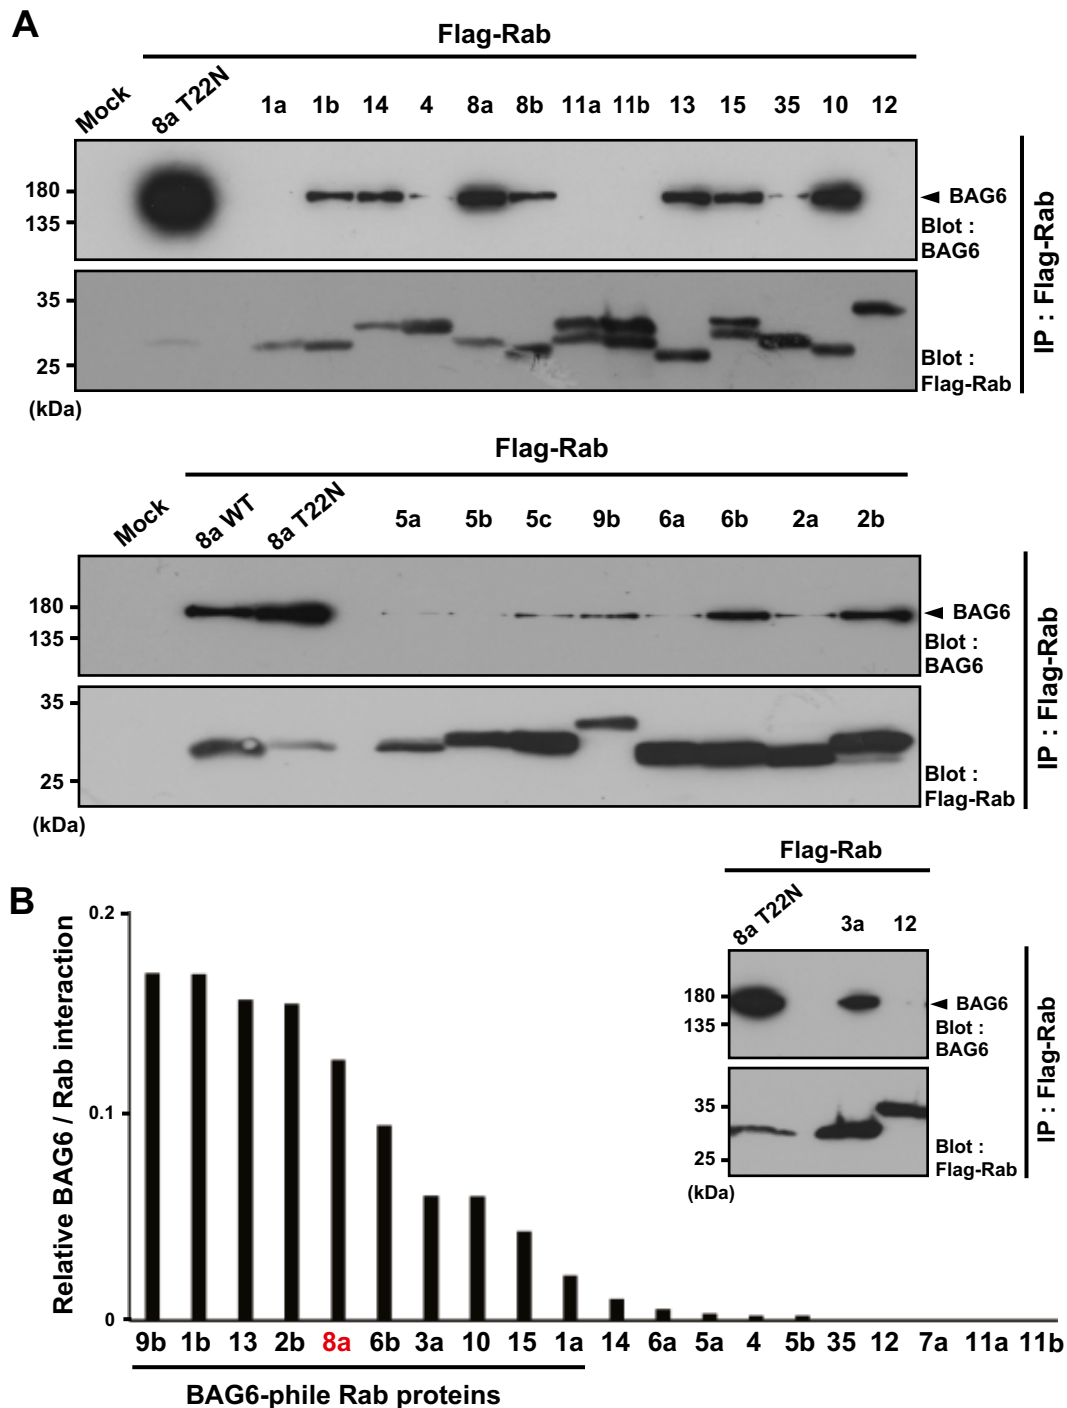 A
Flag-Rab
Mock 8a T22N 1a 1b 14 4 8a 8b 11a 11b 13 15 35 10 12
180
135
BAG6
Blot :
BAG6
35
25
Blot :
Flag-Rab
(kDa)
IP : Flag-Rab
Flag-Rab
Mock 8a WT 8a T22N 5a 5b 5c 9b 6a 6b 2a 2b
180
135
BAG6
Blot :
BAG6
35
25
Blot :
Flag-Rab
(kDa)
IP : Flag-Rab
B
Relative BAG6 / Rab interaction
0.2
0.1
0
9b 1b 13 2b 8a 6b 3a 10 15 1a 14 6a 5a 4 5b 35 12 7a 11a 11b
BAG6-phile Rab proteins
Flag-Rab
8a T22N 3a 12
180
135
BAG6
Blot :
BAG6
35
25
Blot :
Flag-Rab
(kDa)
IP : Flag-Rab